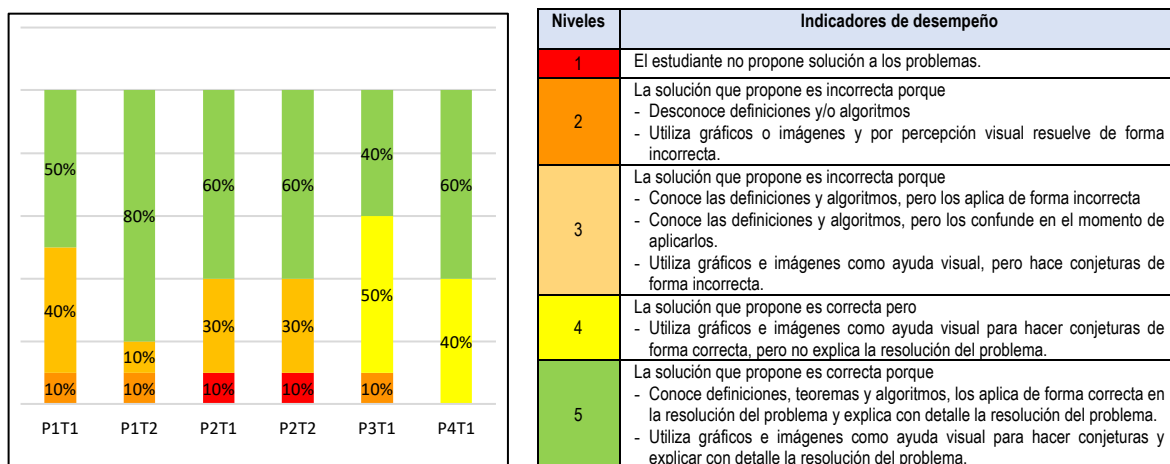 50%
80%
60%
60%
40%
60%
40%
10%
30%
30%
50%
40%
10%
10%
10%
10%
10%
P1T1
P1T2
P2T1
P2T2
P3T1
P4T1
Niveles
Indicadores de desempeño
1
El estudiante no propone solución a los problemas.
2
La solución que propone es incorrecta porque
- Desconoce definiciones y/o algoritmos
- Utiliza gráficos o imágenes y por percepción visual resuelve de forma
incorrecta.
3
La solución que propone es incorrecta porque
- Conoce las definiciones y algoritmos, pero los aplica de forma incorrecta
- Conoce las definiciones y algoritmos, pero los confunde en el momento de
aplicarlos.
- Utiliza gráficos e imágenes como ayuda visual, pero hace conjeturas de
forma incorrecta.
4
La solución que propone es correcta pero
- Utiliza gráficos e imágenes como ayuda visual para hacer conjeturas de
forma correcta, pero no explica la resolución del problema.
5
La solución que propone es correcta porque
- Conoce definiciones, teoremas y algoritmos, los aplica de forma correcta en
la resolución del problema y explica con detalle la resolución del problema.
- Utiliza gráficos e imágenes como ayuda visual para hacer conjeturas y
explicar con detalle la resolución del problema.